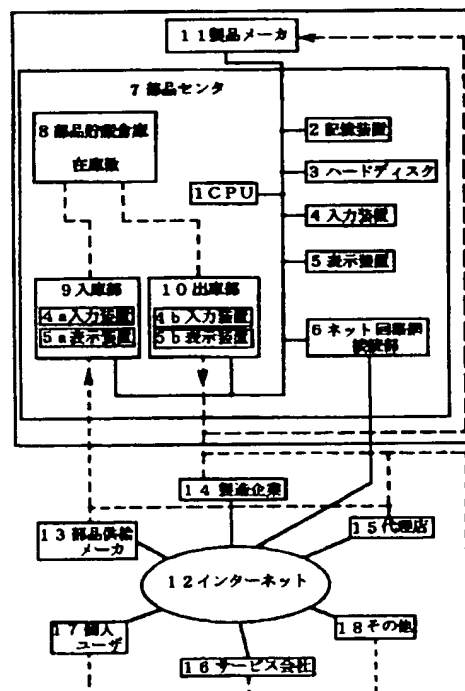 11製品メーカ
7部品センタ
8部品貯蔵倉庫
在庫数
2記憶装置
3ハードディスク
1CPU
4入力装置
5表示装置
9入庫部
4a入力装置
5a表示装置
10出庫部
4b入力装置
5b表示装置
6ネット回路網
接続部
14製造企業
13部品供給
メーカ
15代理店
12インターネット
17個人
ユーザ
18その他
16サービス会社